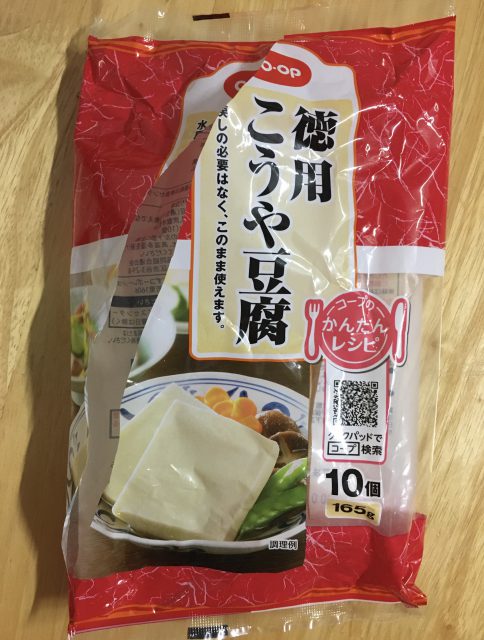 CO-OP
徳用
こうや豆腐
戻しの必要はなく、このまま使えます。
コープの
かんたん
レシピ
クックパッドで
コープ 検索
10個
165g
調理例